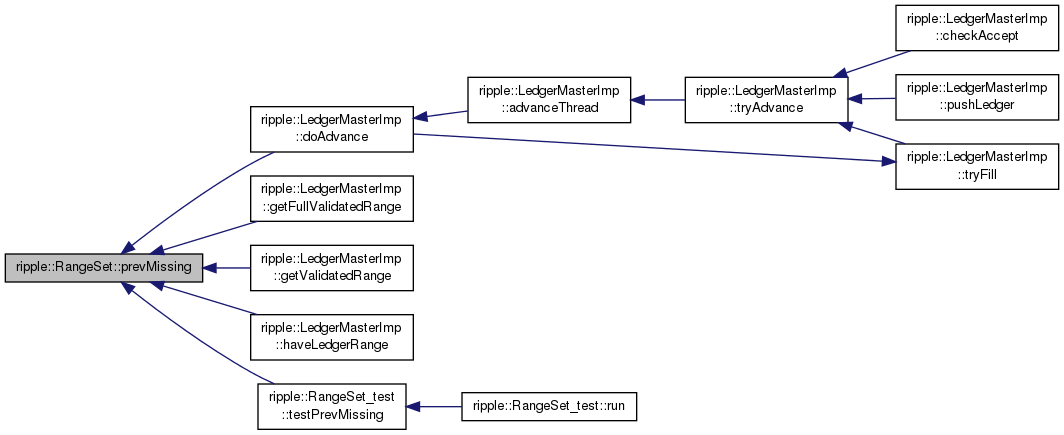 ripple::LedgerMasterImp
::checkAccept
ripple::LedgerMasterImp
::advanceThread
ripple::LedgerMasterImp
::tryAdvance
ripple::LedgerMasterImp
::pushLedger
ripple::LedgerMasterImp
::doAdvance
ripple::LedgerMasterImp
::tryFill
ripple::LedgerMasterImp
::getFullValidatedRange
ripple::RangeSet::prevMissing
ripple::LedgerMasterImp
::getValidatedRange
ripple::LedgerMasterImp
::haveLedgerRange
ripple::RangeSet_test
::testPrevMissing
ripple::RangeSet_test::run